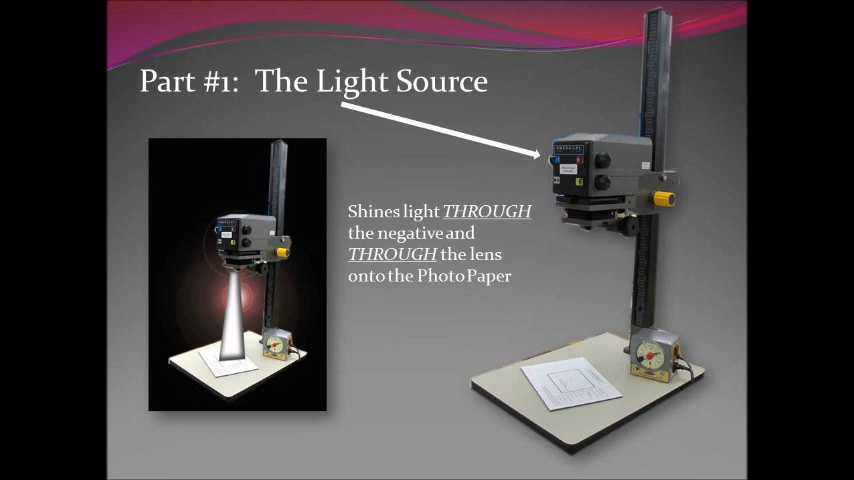 Part #1: The Light Source
Shines light THROUGH
the negative and
THROUGH the lens
onto the Photo Paper